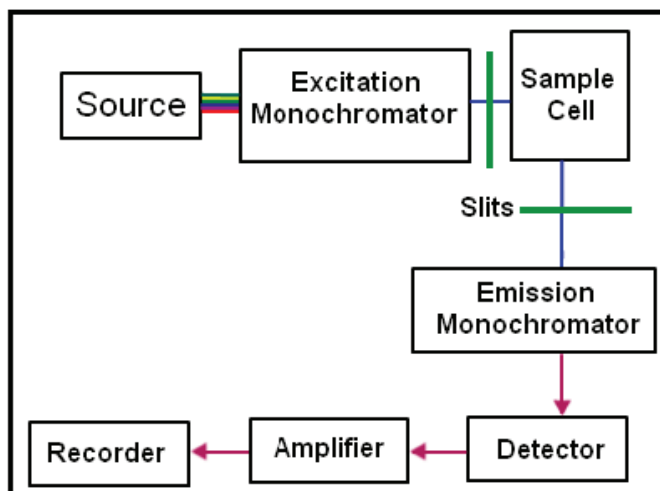 Source
Excitation
Monochromator
Sample
Cell
Slits
Emission
Monochromator
Recorder
Amplifier
Detector